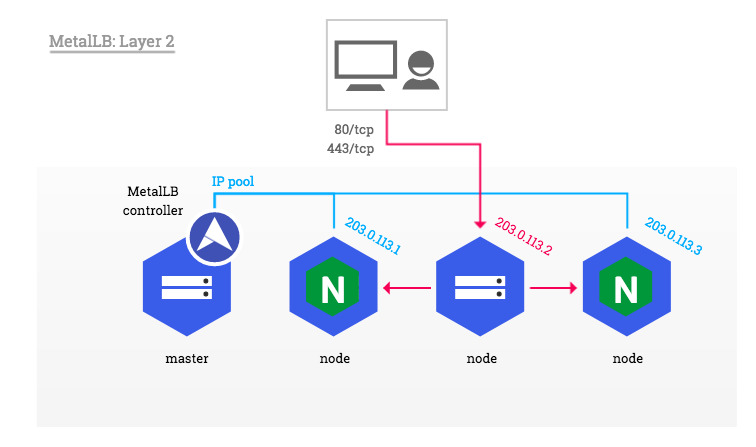 MetalLB: Layer 2
80/tcp
443/tcp
IP pool
MetalLB
controller
203.0.113.1
203.0.113.2
203.0.113.3
N
N
master
node
node
node